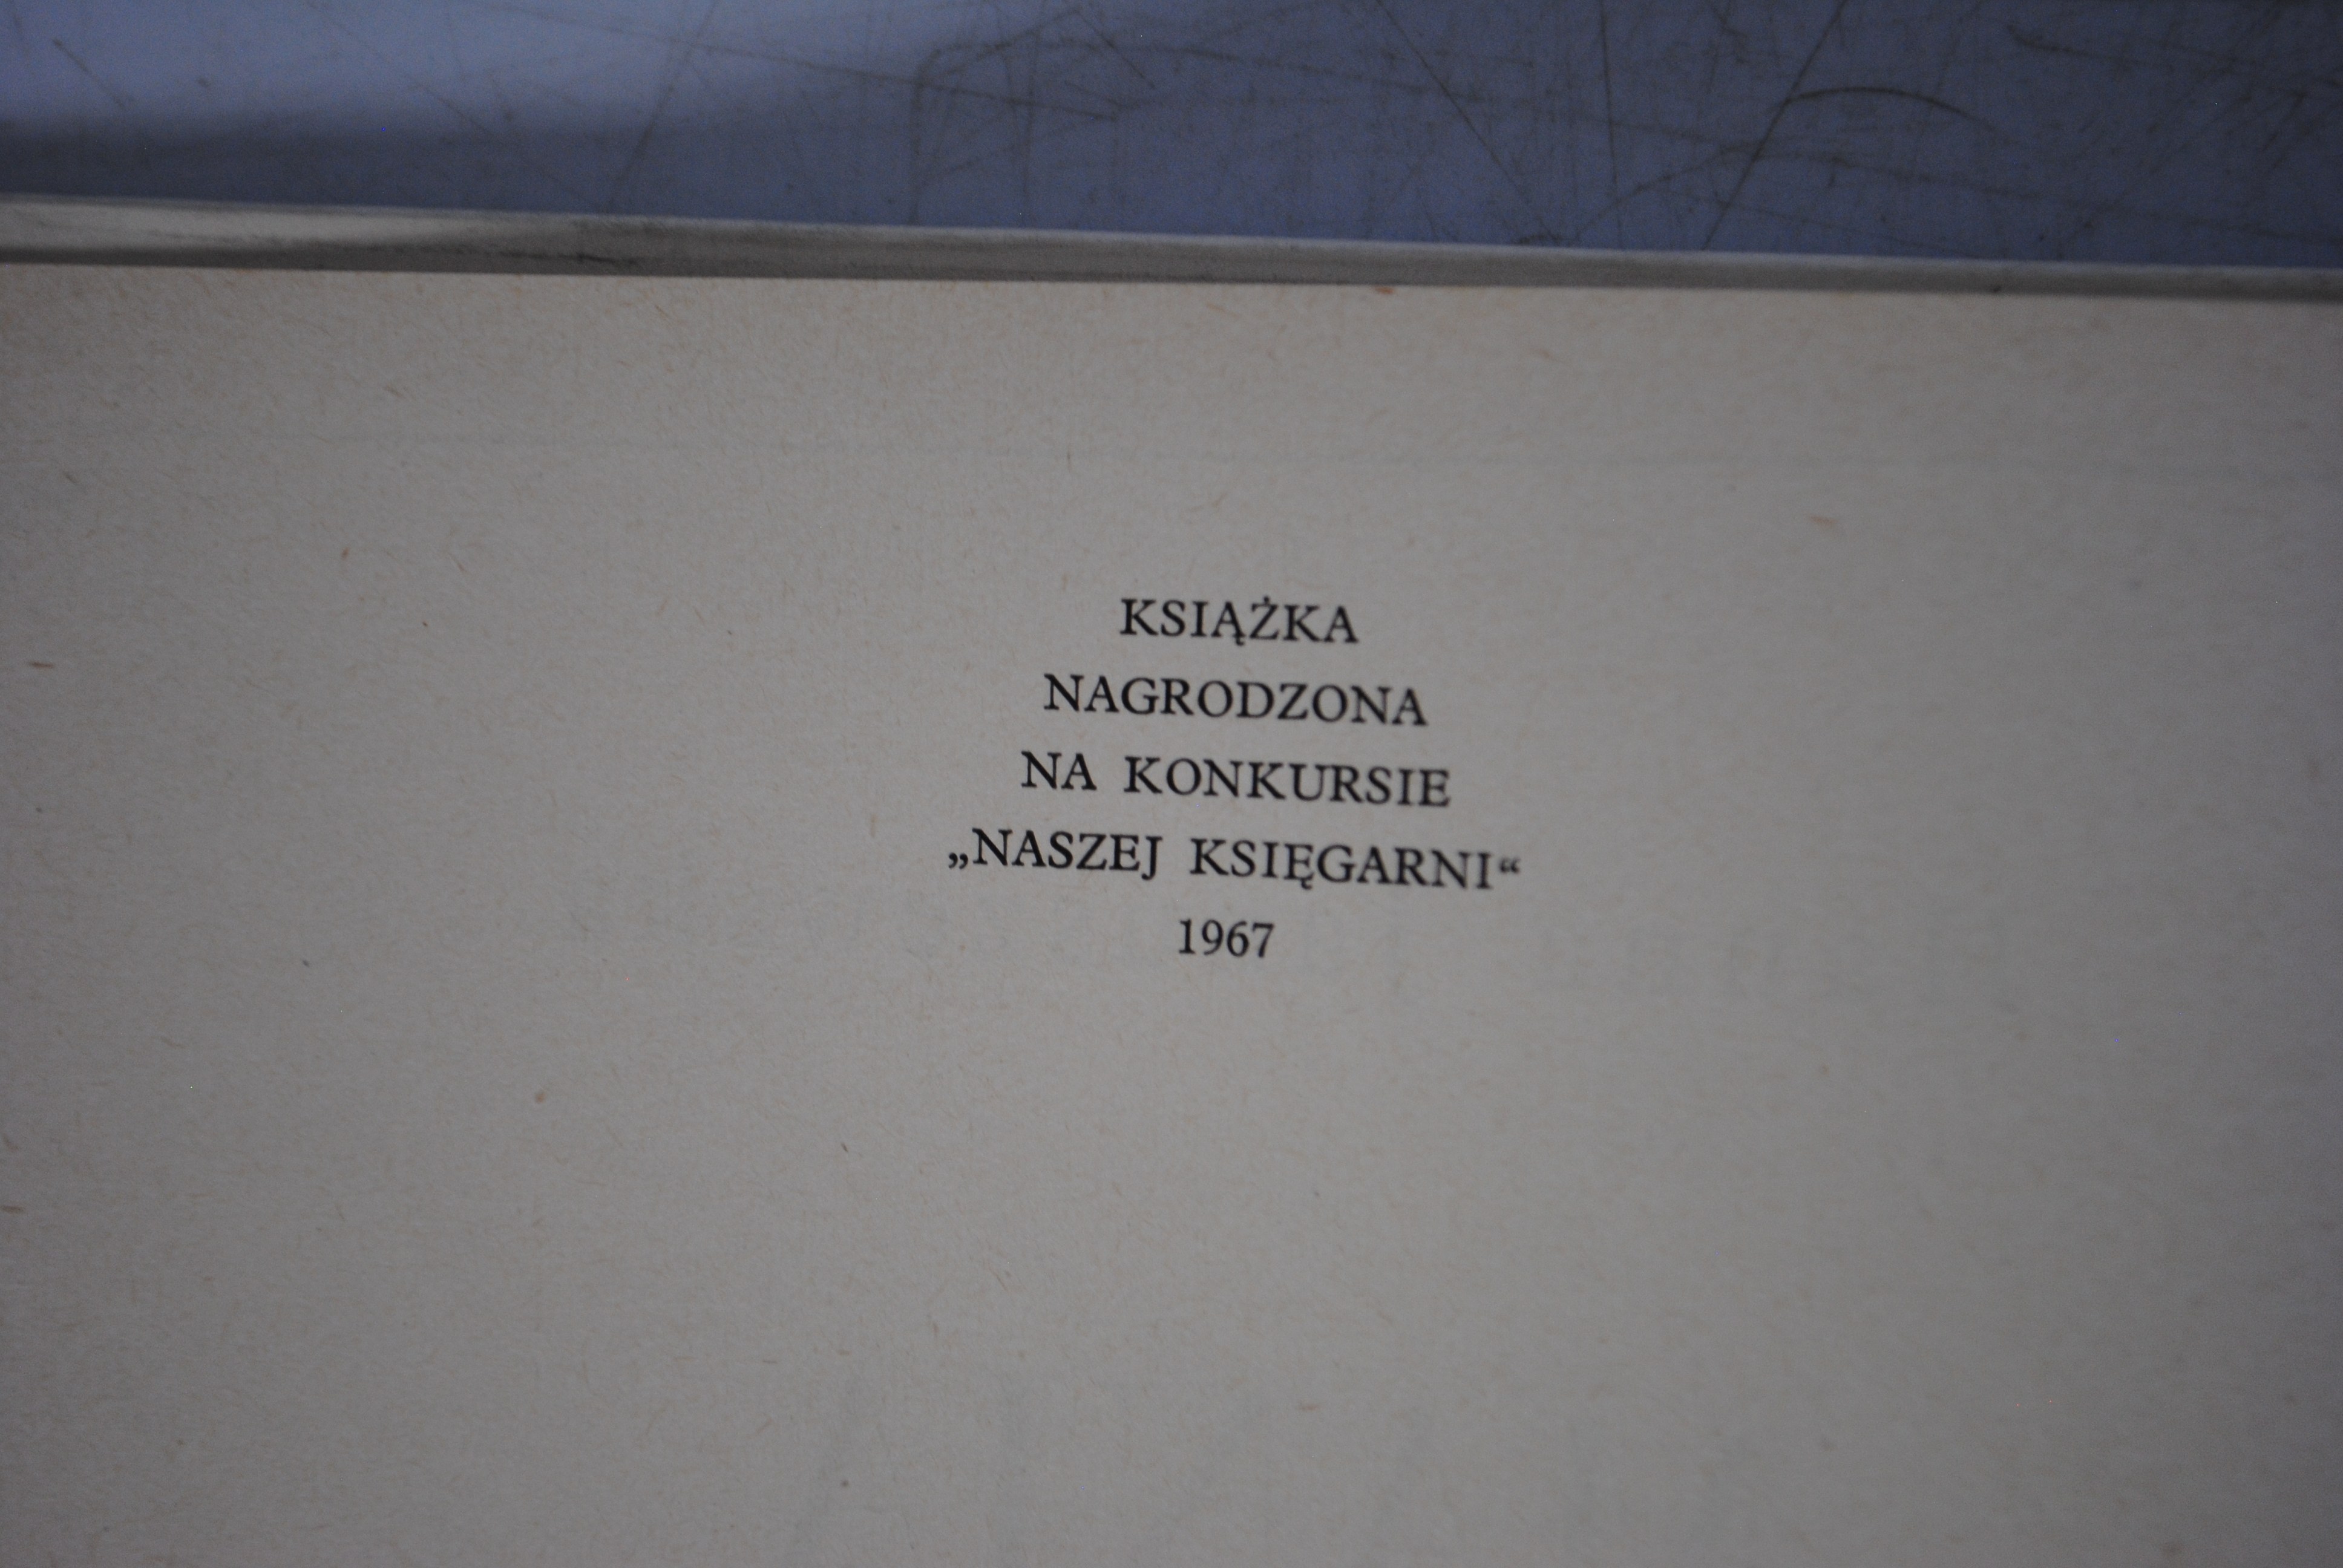 KSIĄŻKA
NAGRODZONA
NA KONKURSIE
„NASZEJ KSIĘGARNI“
1967